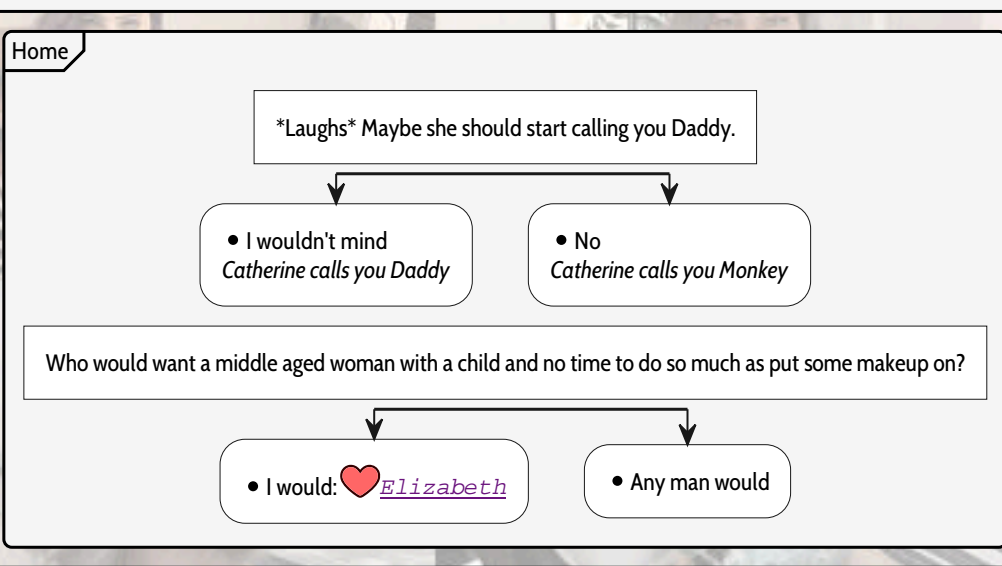 Home
*Laughs* Maybe she should start calling you Daddy.
• I wouldn't mind
Catherine calls you Daddy
• No
Catherine calls you Monkey
Who would want a middle aged woman with a child and no time to do so much as put some makeup on?
• I would: ❤Elizabeth
• Any man would